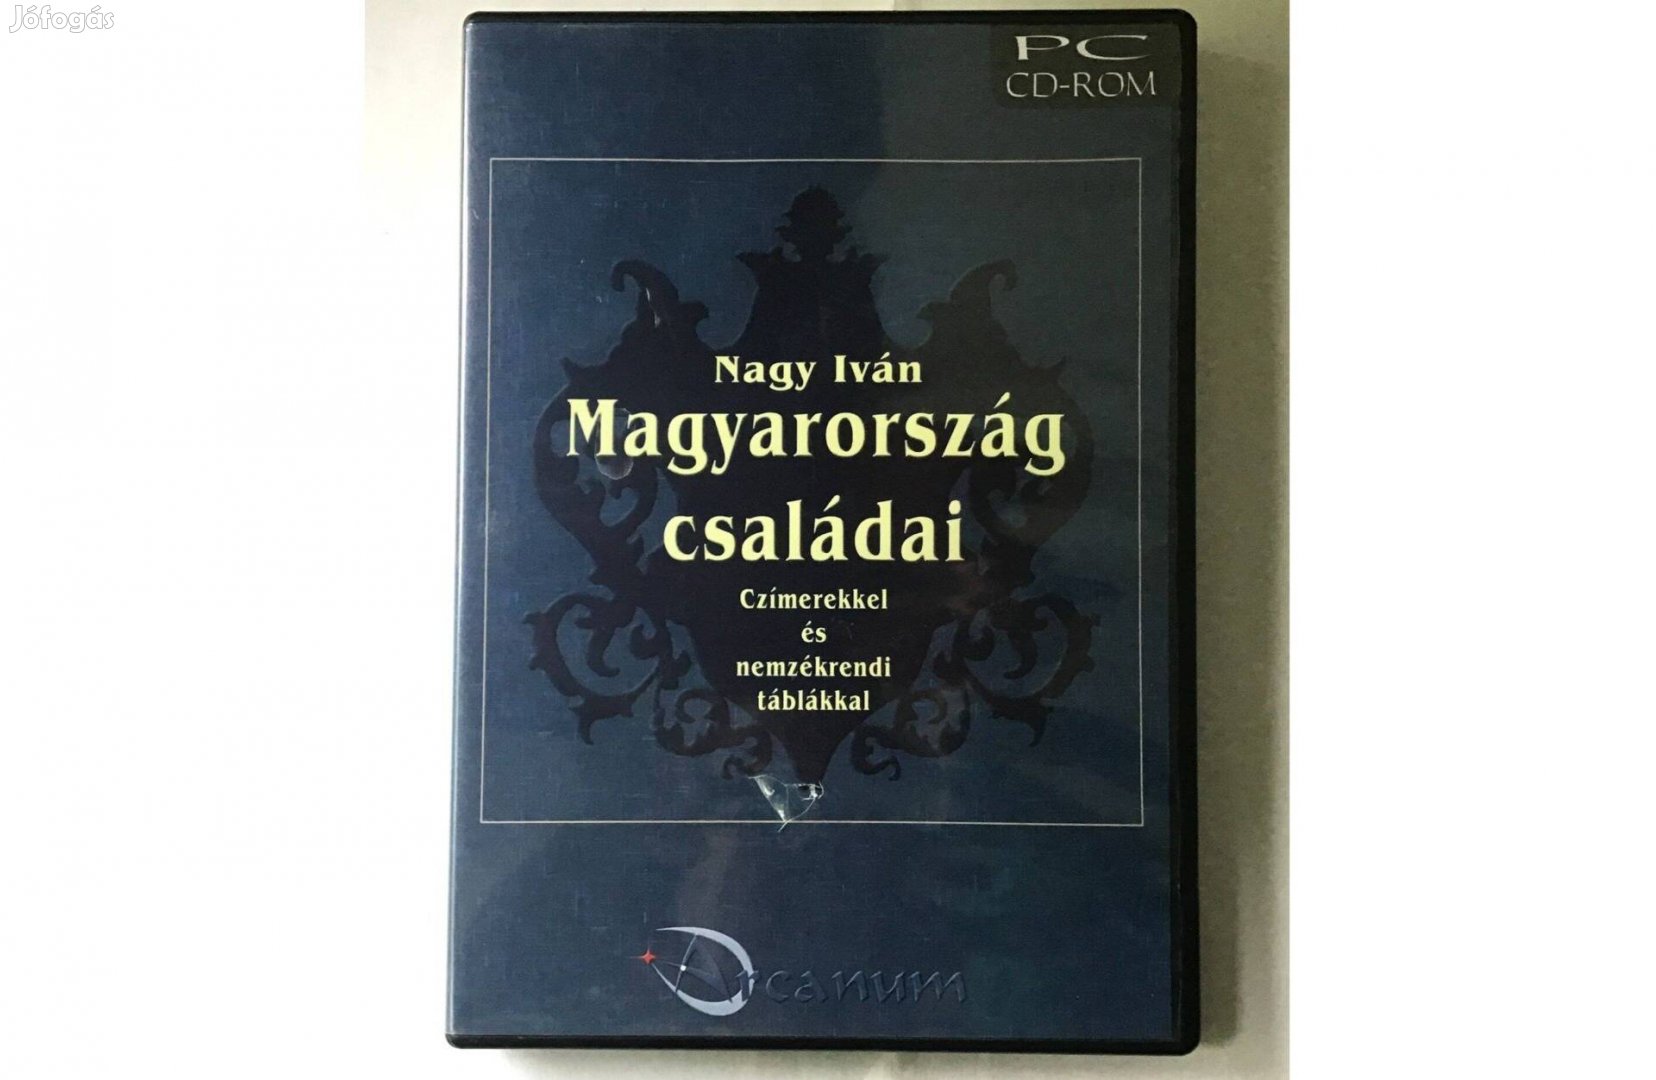 Jófogás
PC
CD-ROM
Nagy Iván
Magyarország
családai
Czímerekkel
és
nemzékrendi
táblákkal
Arcanum